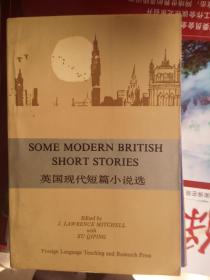 SOME MODERN BRITISH
SHORT STORIES
英国现代短篇小说选
Edited by
J. LAWRENCE MITCHELL
with
XU QIPING
Foreign Language Teaching and Research Press